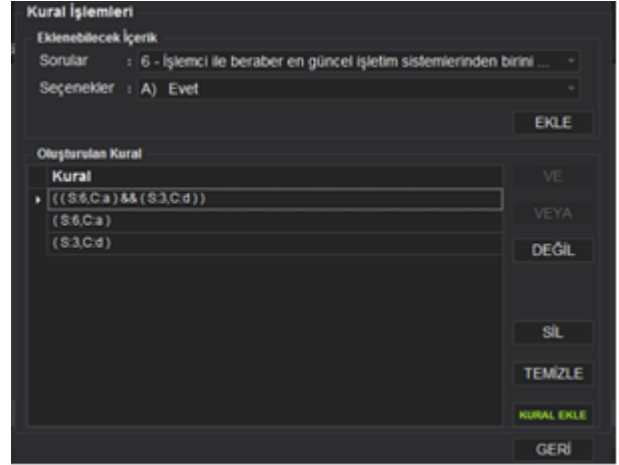 Kural İşlemleri
Eklenebilecek İçerik
Sorular : 6 - İşlemci ile beraber en güncel işletim sistemlerinden birini ...
Seçenekler : A) Evet
EKLE
Oluşturulan Kural
Kural
( ( S:6,C:a ) && ( S:3,C:d ) )
( S:6,C:a )
( S:3,C:d )
VE
VEYA
DEĞİL
SİL
TEMİZLE
KURAL EKLE
GERİ